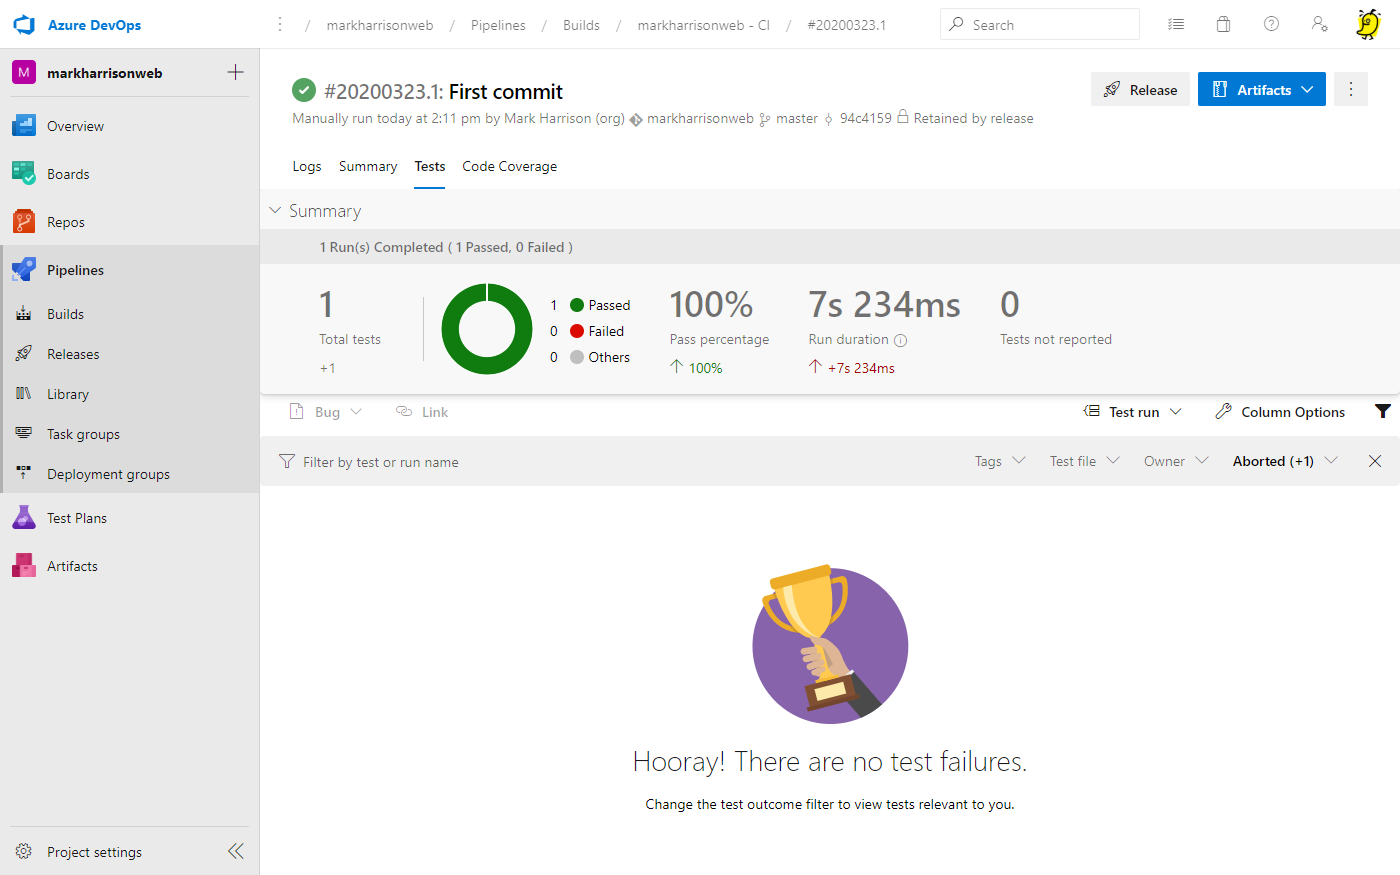 Azure DevOps
/ markharrisonweb / Pipelines / Builds / markharrisonweb - CI / #20200323.1
Search
M markharrisonweb
Overview
Boards
Repos
Pipelines
Builds
Releases
Library
Task groups
Deployment groups
Test Plans
Artifacts
Project settings
#20200323.1: First commit
Release
Artifacts
Manually run today at 2:11 pm by Mark Harrison (org) markharrisonweb master 94c4159 Retained by release
Logs Summary Tests Code Coverage
Summary
1 Run(s) Completed ( 1 Passed, 0 Failed )
1
Total tests
+1
1 Passed
0 Failed
0 Others
100%
Pass percentage
100%
7s 234ms
Run duration
+7s 234ms
0
Tests not reported
Bug Link Test run Column Options
Filter by test or run name Tags Test file Owner Aborted (+1)
Hooray! There are no test failures.
Change the test outcome filter to view tests relevant to you.